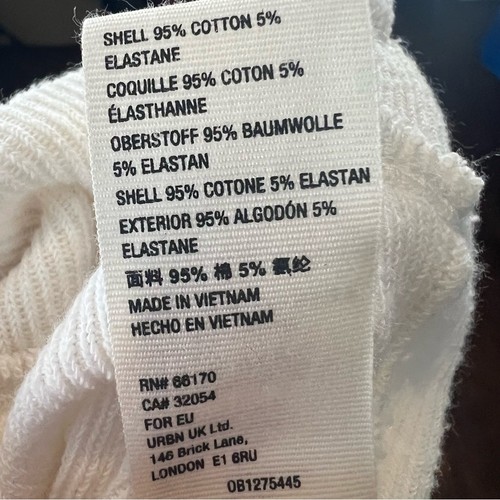 SHELL 95% COTTON 5%
ELASTANE
COQUILLE 95% COTON 5%
ÉLASTHANNE
OBERSTOFF 95% BAUMWOLLE
5% ELASTAN
SHELL 95% COTONE 5% ELASTAN
EXTERIOR 95% ALGODÓN 5%
ELASTANE
面料 95% 棉 5% 氨纶
MADE IN VIETNAM
HECHO EN VIETNAM
RN# 66170
CA# 32054
FOR EU
URBN UK Ltd.
146 Brick Lane,
LONDON E1 6RU
OB1275445